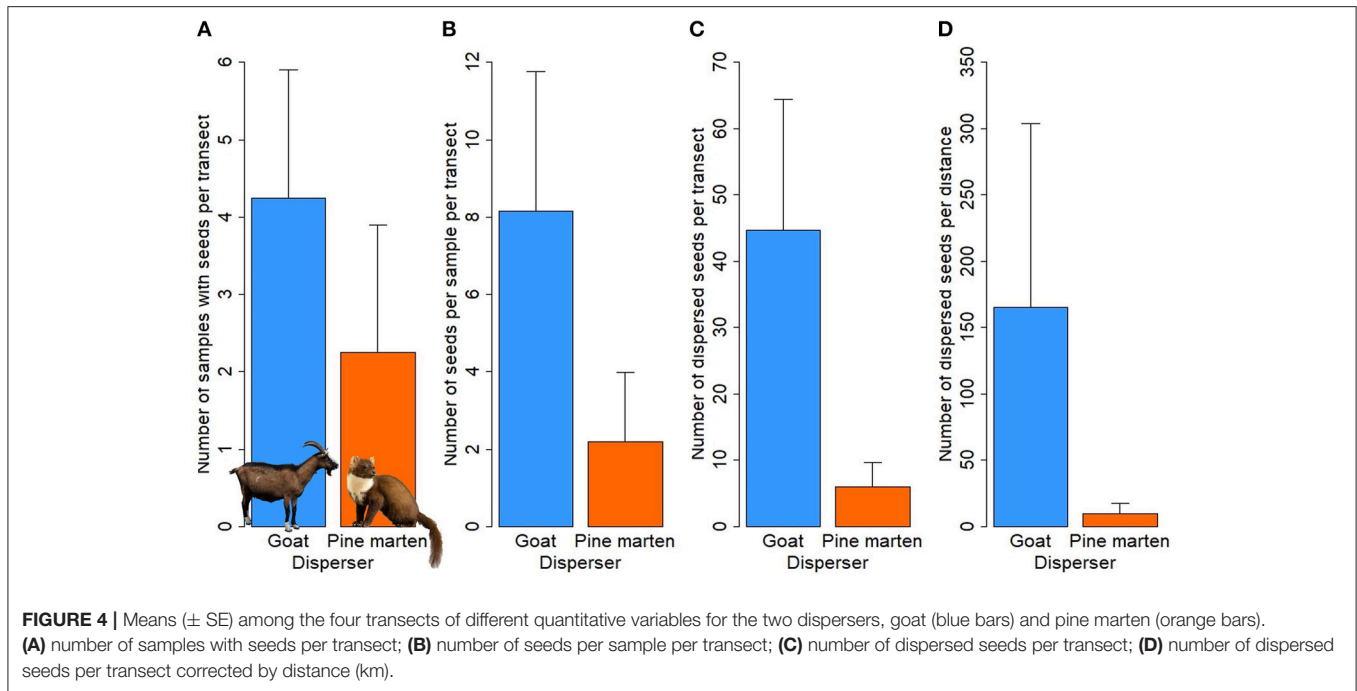 A
Number of samples with seeds per transect
0
1
2
3
4
5
6
Goat
Pine marten
Disperser
B
Number of seeds per sample per transect
0
2
4
6
8
10
12
Goat
Pine marten
Disperser
C
Number of dispersed seeds per transect
0
10
20
30
40
50
60
70
Goat
Pine marten
Disperser
D
Number of dispersed seeds per distance
0
50
100
150
200
250
300
350
Goat
Pine marten
Disperser
FIGURE 4 | Means (± SE) among the four transects of different quantitative variables for the two dispersers, goat (blue bars) and pine marten (orange bars).
(A) number of samples with seeds per transect; (B) number of seeds per sample per transect; (C) number of dispersed seeds per transect; (D) number of dispersed
seeds per transect corrected by distance (km).